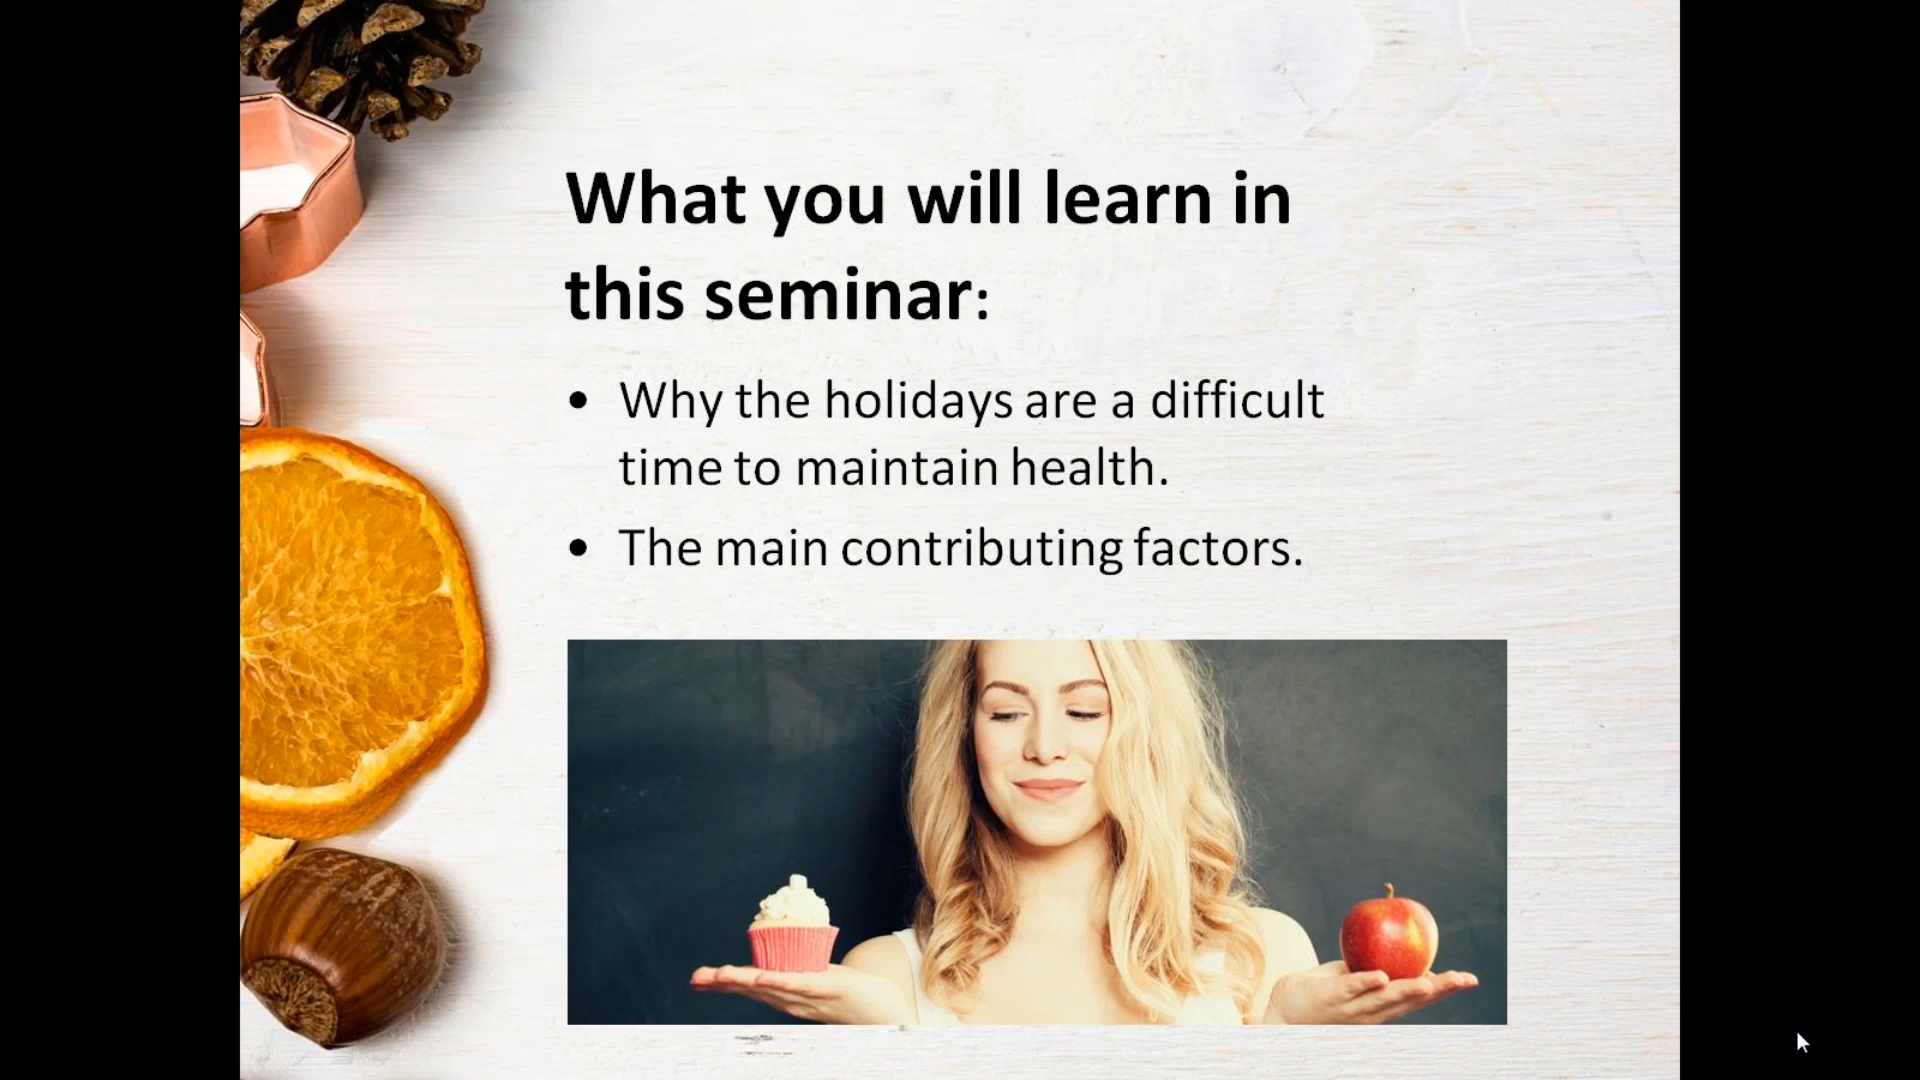 What you will learn in
this seminar:
• Why the holidays are a difficult
time to maintain health.
• The main contributing factors.